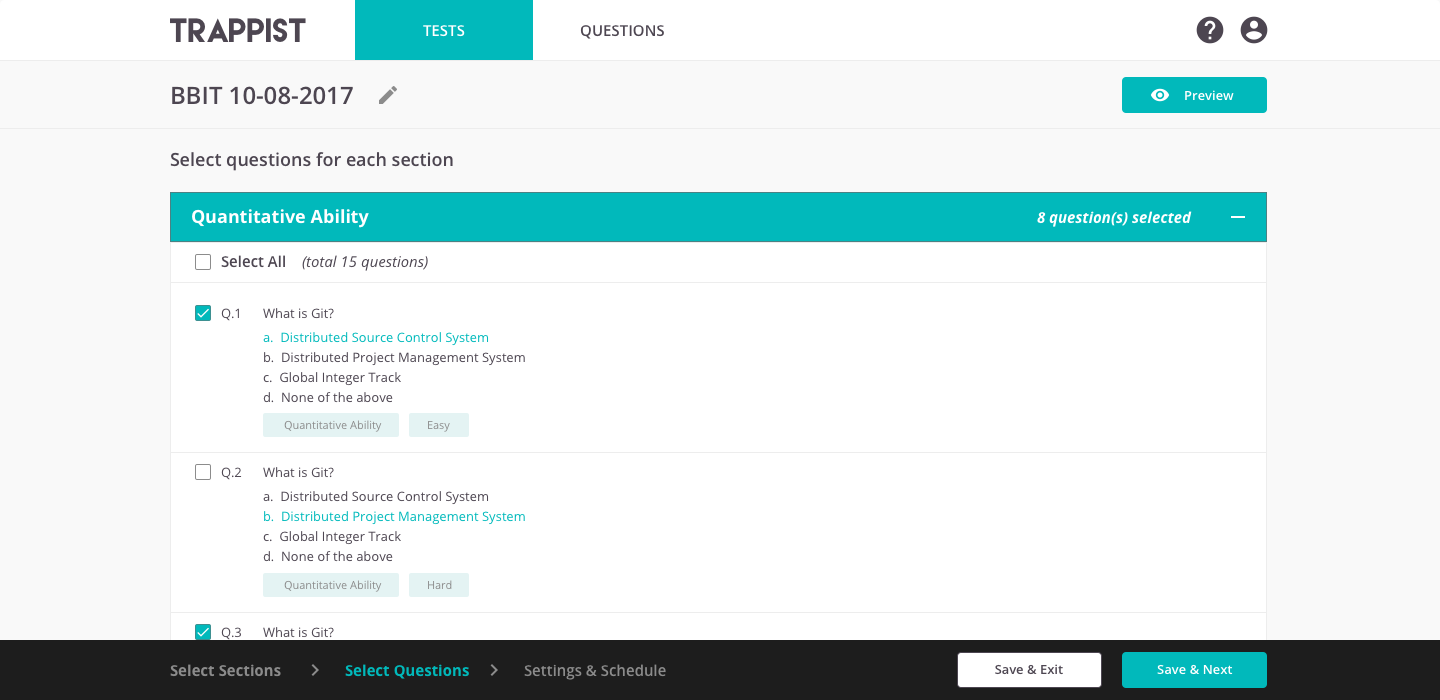 TRAPPIST TESTS QUESTIONS
BBIT 10-08-2017 Preview
Select questions for each section
Quantitative Ability 8 question(s) selected
Select All (total 15 questions)
Q.1 What is Git?
a. Distributed Source Control System
b. Distributed Project Management System
c. Global Integer Track
d. None of the above
Quantitative Ability Easy
Q.2 What is Git?
a. Distributed Source Control System
b. Distributed Project Management System
c. Global Integer Track
d. None of the above
Quantitative Ability Hard
Q.3 What is Git?
Select Sections Select Questions Settings & Schedule Save & Exit Save & Next